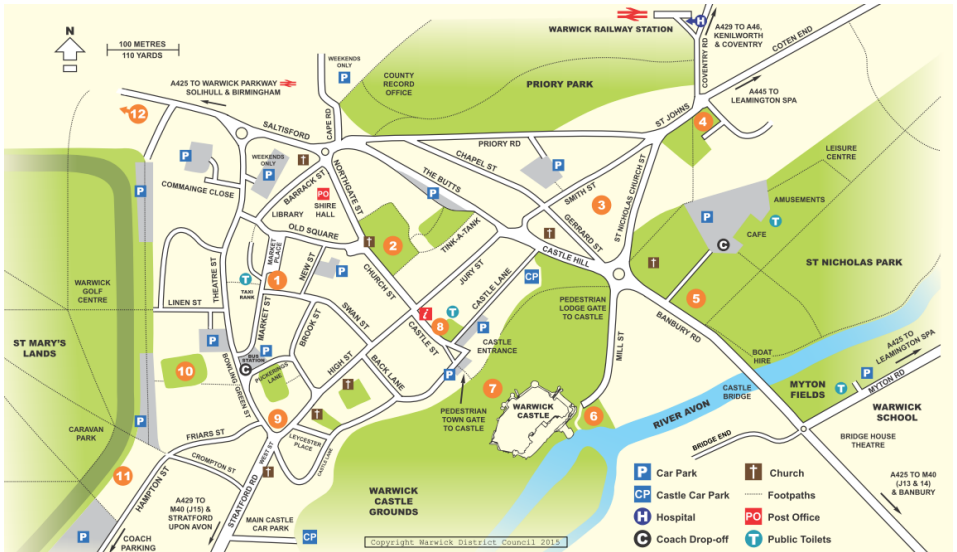 N
100 METRES
110 YARDS
A425 TO WARWICK PARKWAY
SOLIHULL & BIRMINGHAM
12
SALTISFORD
CAPE RD
WEEKENDS
ONLY
P
COUNTY
RECORD
OFFICE
PRIORY PARK
WARWICK RAILWAY STATION
H
A429 TO A46,
KENILWORTH
& COVENTRY
COVENTRY RD
COTEN END
A445 TO
LEAMINGTON SPA
ST JOHNS
4
PRIORY RD
CHAPEL ST
P
SMITH ST
3
GERRARD ST
ST NICHOLAS CHURCH ST
LEISURE
CENTRE
AMUSEMENTS
P
T
CAFE
C
ST NICHOLAS PARK
P
COMMAINGE CLOSE
WEEKENDS
ONLY
P
BARRACK ST
NORTHGATE ST
PO
SHIRE
HALL
LIBRARY
OLD SQUARE
THE BUTTS
P
TINK-A-TANK
2
CASTLE HILL
P
MARKET
PLACE
NEW ST
P
CHURCH ST
JURY ST
CASTLE LANE
CP
THEATRE ST
T
TAXI
RANK
1
LINEN ST
MARKET ST
SWAN ST
BROOK ST
i
T
8
P
CASTLE ST
CASTLE
ENTRANCE
PEDESTRIAN
LODGE GATE
TO CASTLE
MILL ST
5
BANBURY RD
WARWICK
GOLF
CENTRE
ST MARY'S
LANDS
P
P
BUS
STATION
C
PUCKERINGS
LANE
HIGH ST
BACK LANE
P
10
BOWLING GREEN ST
9
7
PEDESTRIAN
TOWN GATE
TO CASTLE
WARWICK
CASTLE
6
RIVER AVON
BOAT
HIRE
CASTLE
BRIDGE
MYTON
FIELDS
T
P
MYTON RD
A425 TO
LEAMINGTON SPA
WARWICK
SCHOOL
BRIDGE HOUSE
THEATRE
BRIDGE END
A425 TO M40
(J13 & 14)
& BANBURY
CARAVAN
PARK
P
FRIARS ST
CROMPTON ST
WEST ST
LEYCESTER
PLACE
CASTLE LANE
11
HAMPTON ST
STRATFORD RD
A429 TO
M40 (J15) &
STRATFORD
UPON AVON
P
COACH
PARKING
MAIN CASTLE
CAR PARK
CP
WARWICK
CASTLE
GROUNDS
P Car Park
CP Castle Car Park
H Hospital
C Coach Drop-off
Church
Footpaths
PO Post Office
T Public Toilets
Copyright Warwick District Council 2015